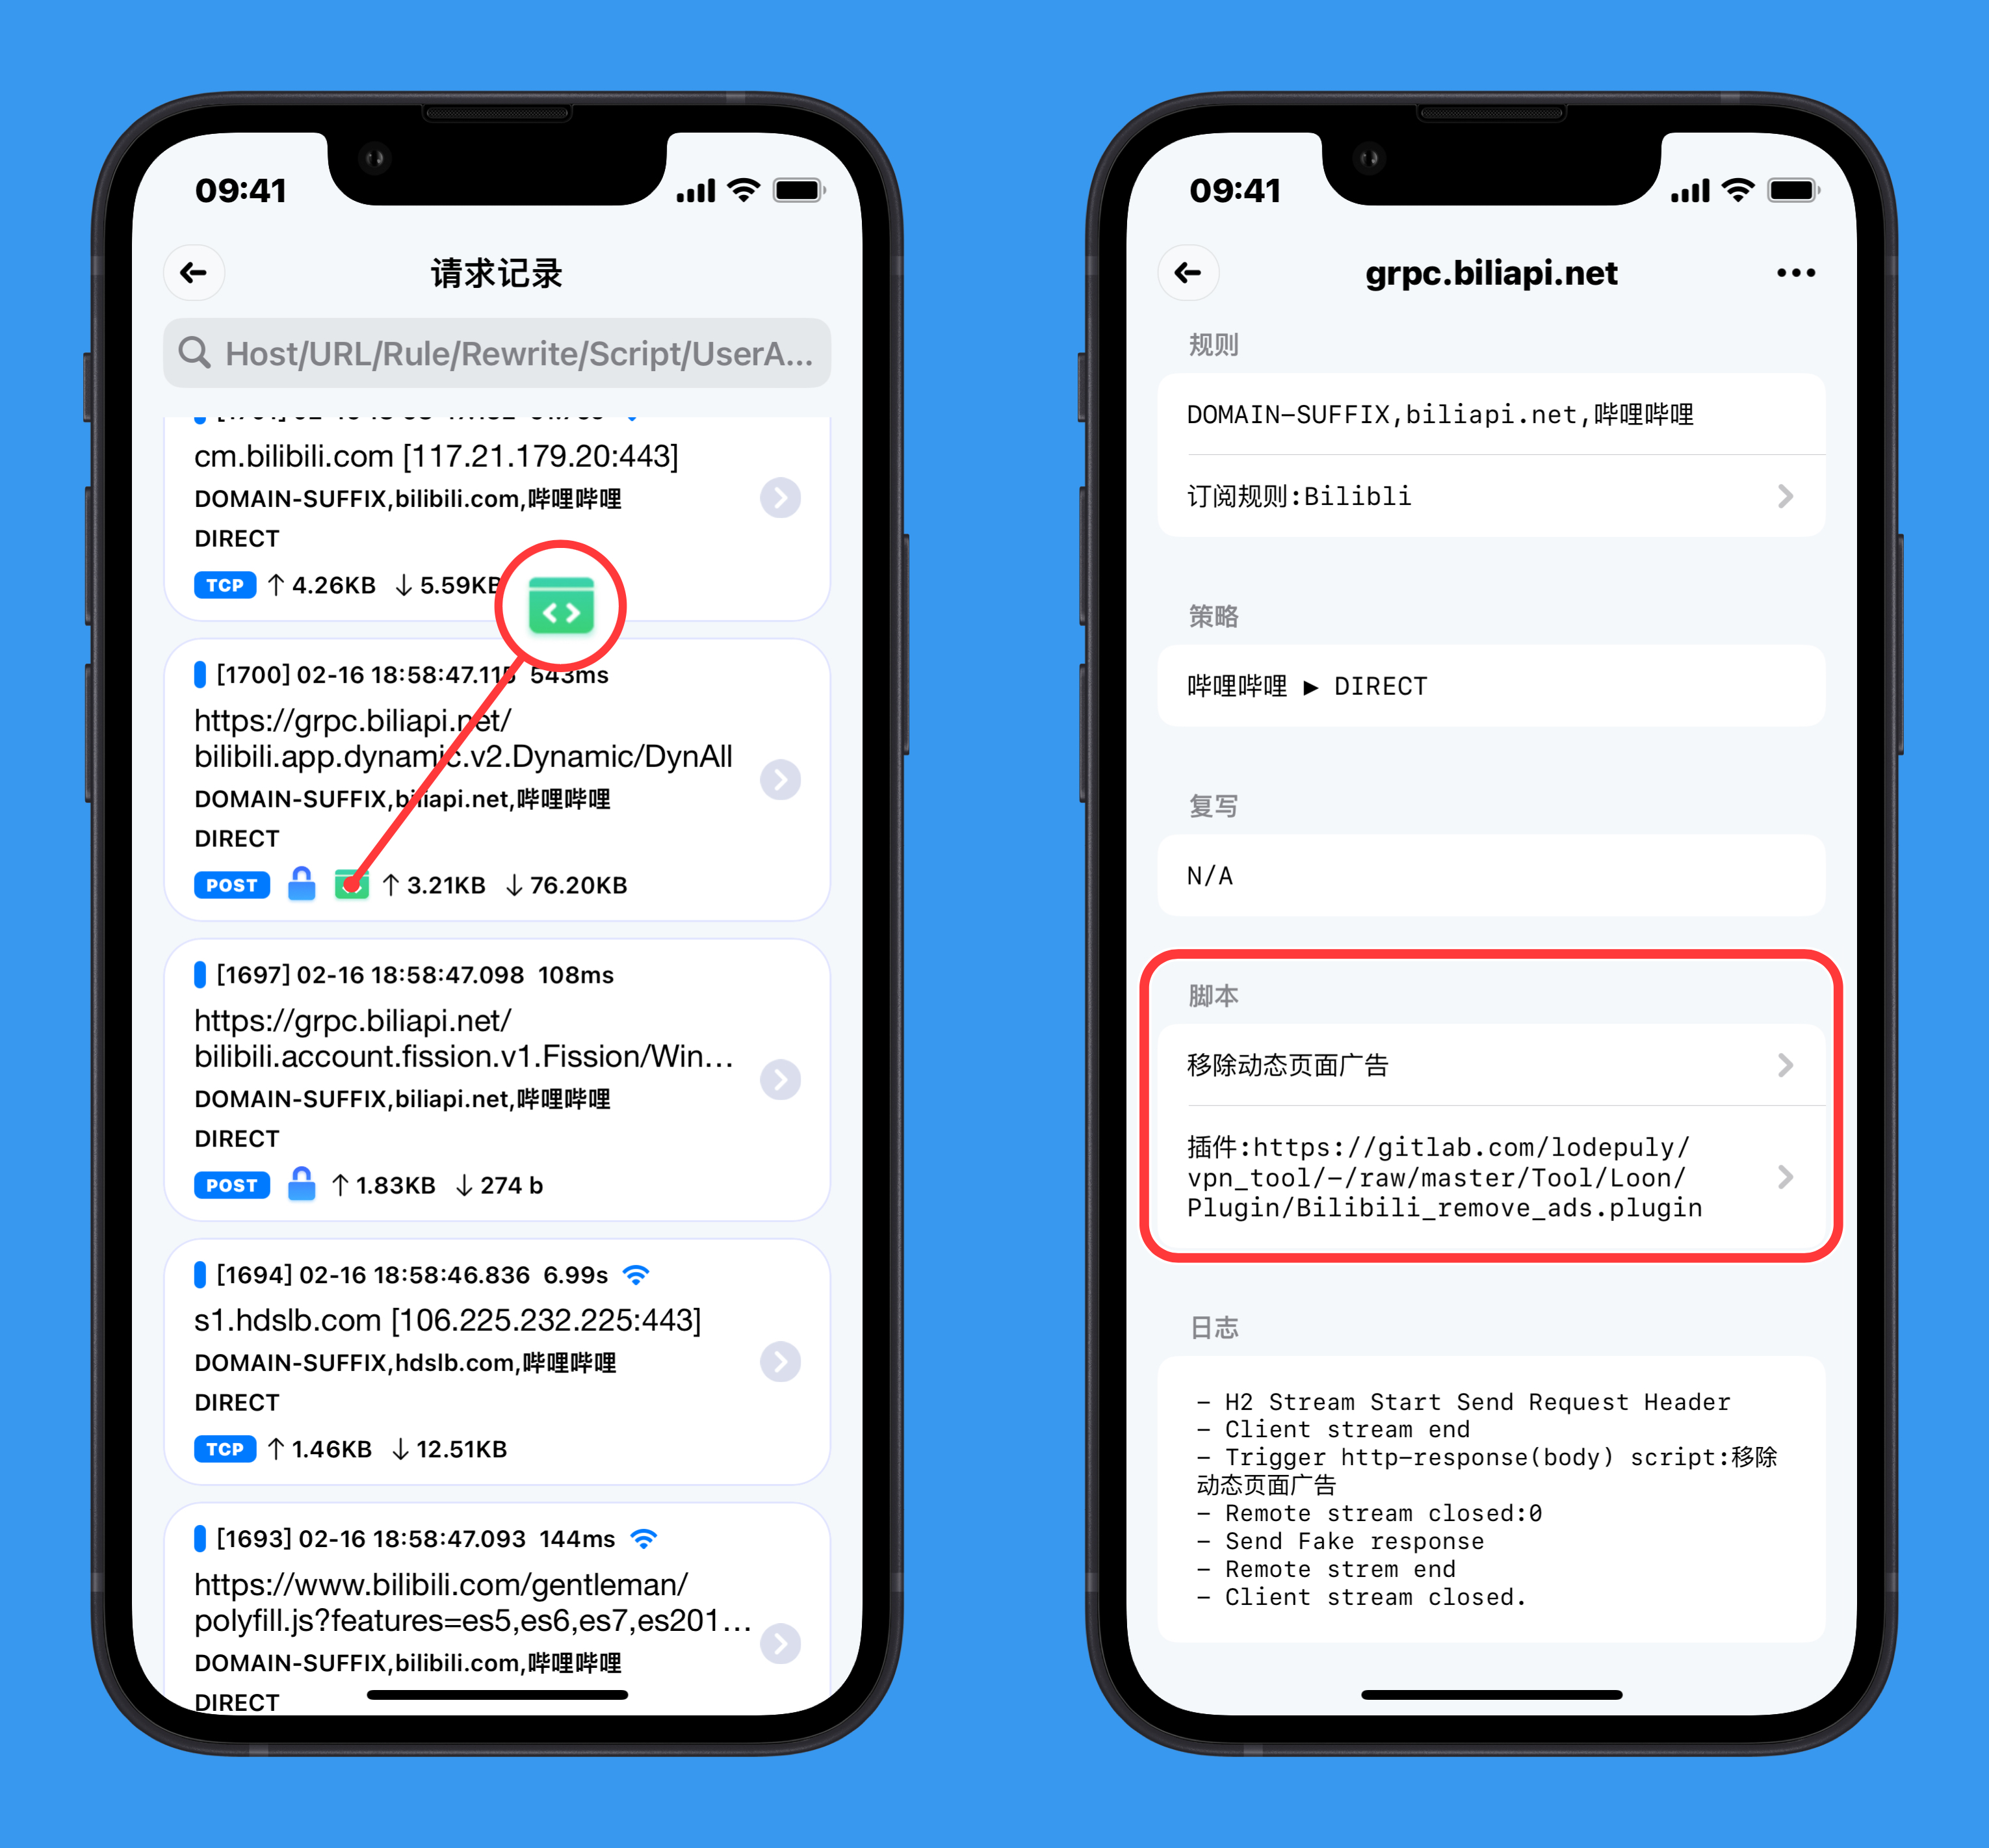 09:41
请求记录
Host/URL/Rule/Rewrite/Script/UserA...
cm.bilibili.com [117.21.179.20:443]
DOMAIN-SUFFIX,bilibili.com,哔哩哔哩
DIRECT
TCP ↑ 4.26KB ↓ 5.59KB
[1700] 02-16 18:58:47.115 543ms
https://grpc.biliapi.net/
bilibili.app.dynamic.v2.Dynamic/DynAll
DOMAIN-SUFFIX,biliapi.net,哔哩哔哩
DIRECT
POST ↑ 3.21KB ↓ 76.20KB
[1697] 02-16 18:58:47.098 108ms
https://grpc.biliapi.net/
bilibili.account.fission.v1.Fission/Win...
DOMAIN-SUFFIX,biliapi.net,哔哩哔哩
DIRECT
POST ↑ 1.83KB ↓ 274 b
[1694] 02-16 18:58:46.836 6.99s
s1.hdslb.com [106.225.232.225:443]
DOMAIN-SUFFIX,hdslb.com,哔哩哔哩
DIRECT
TCP ↑ 1.46KB ↓ 12.51KB
[1693] 02-16 18:58:47.093 144ms
https://www.bilibili.com/gentleman/
polyfill.js?features=es5,es6,es7,es201...
DOMAIN-SUFFIX,bilibili.com,哔哩哔哩
DIRECT
09:41
grpc.biliapi.net
规则
DOMAIN-SUFFIX,biliapi.net,哔哩哔哩
订阅规则:Bilibli
策略
哔哩哔哩 ▶ DIRECT
复写
N/A
脚本
移除动态页面广告
插件:https://gitlab.com/lodepuly/
vpn_tool/-/raw/master/Tool/Loon/
Plugin/Bilibili_remove_ads.plugin
日志
- H2 Stream Start Send Request Header
- Client stream end
- Trigger http-response(body) script:移除
动态页面广告
- Remote stream closed:0
- Send Fake response
- Remote strem end
- Client stream closed.